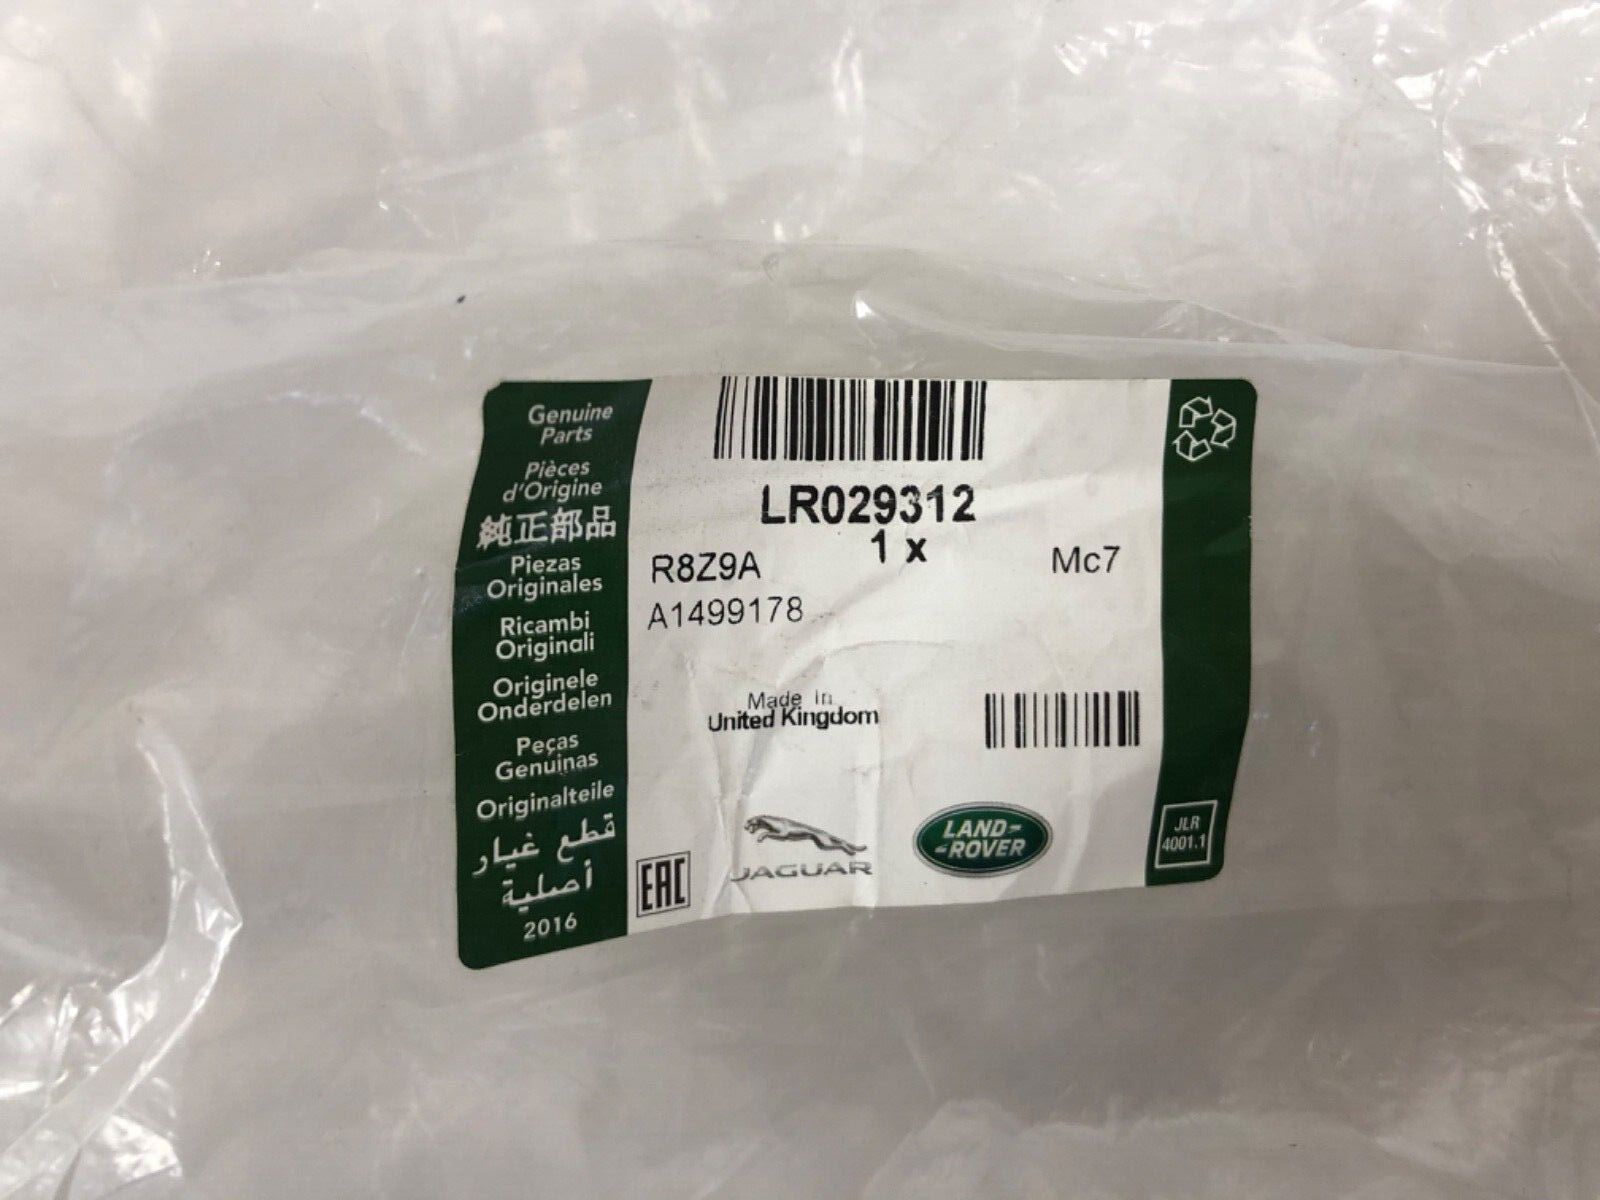 Genuine
Parts
Pièces
d'Origine
純正部品
Piezas
Originales
Ricambi
Originali
Originele
Onderdelen
Peças
Genuinas
Originalteile
قطع غيار
أصلية
2016
LR029312
1 x
R8Z9A
Mc7
A1499178
Made in
United Kingdom
EAC
JAGUAR
LAND-
-ROVER
JLR
4001.1